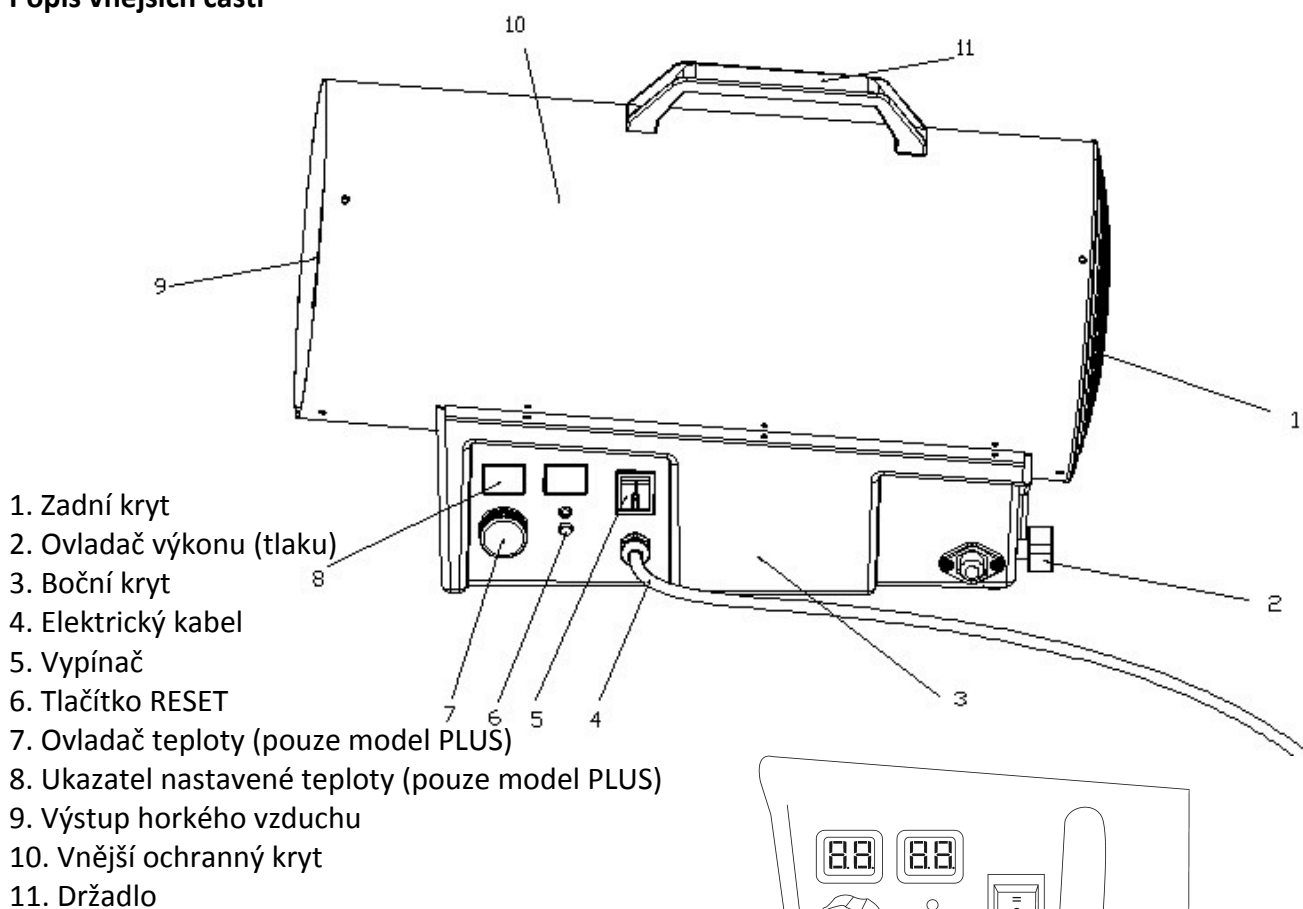 Popis vnějších částí
10
11
9
1
8
2
3
7
6
5
4
1. Zadní kryt
2. Ovladač výkonu (tlaku)
3. Boční kryt
4. Elektrický kabel
5. Vypínač
6. Tlačítko RESET
7. Ovladač teploty (pouze model PLUS)
8. Ukazatel nastavené teploty (pouze model PLUS)
9. Výstup horkého vzduchu
10. Vnější ochranný kryt
11. Držadlo
88 88